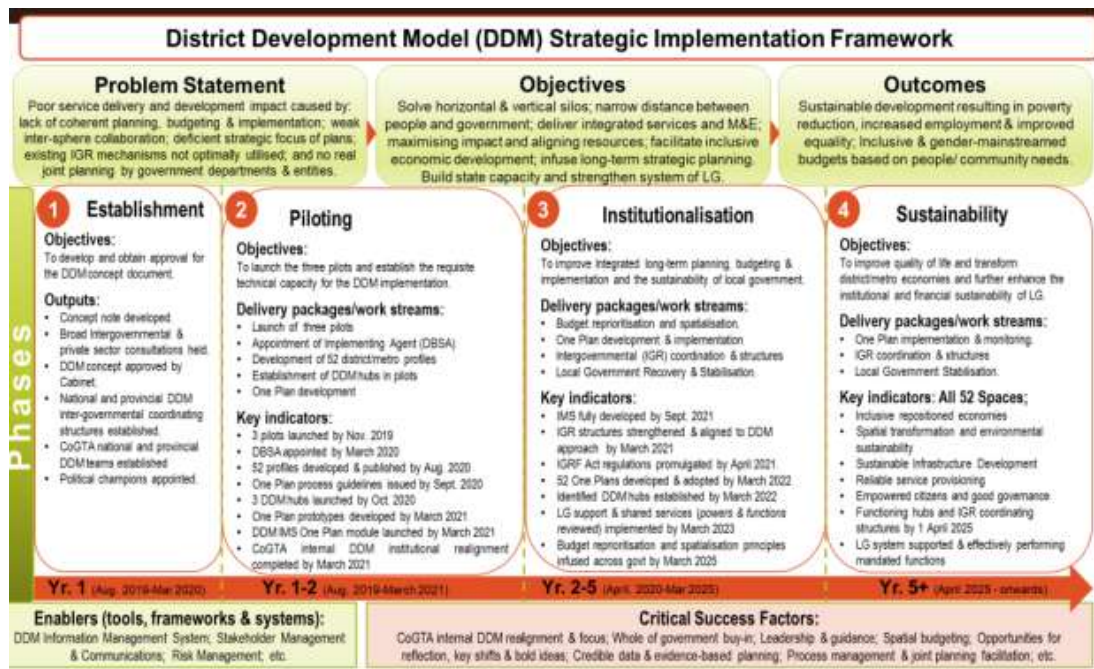 District Development Model (DDM) Strategic Implementation Framework
Problem Statement
Poor service delivery and development impact caused by:
lack of coherent planning, budgeting & implementation; weak
inter-sphere collaboration; deficient strategic focus of plans;
existing IGR mechanisms not optimally utilised; and no real
joint planning by government departments & entities.
Objectives
Solve horizontal & vertical silos; narrow distance between
people and government; deliver integrated services and M&E;
maximising impact and aligning resources; facilitate inclusive
economic development; infuse long-term strategic planning.
Build state capacity and strengthen system of LG.
Outcomes
Sustainable development resulting in poverty
reduction, increased employment & improved
equality; Inclusive & gender-mainstreamed
budgets based on people/ community needs.
Phases
1 Establishment
Objectives:
To develop and obtain approval for
the DDM concept document.
Outputs:
• Concept note developed.
• Broad Intergovernmental &
private sector consultations held.
• DDM concept approved by
Cabinet.
• National and provincial DDM
inter-governmental coordinating
structures established.
• CoGTA national and provincial
DDM teams established
• Political champions appointed.
2 Piloting
Objectives:
To launch the three pilots and establish the requisite
technical capacity for the DDM implementation.
Delivery packages/work streams:
• Launch of three pilots
• Appointment of Implementing Agent (DBSA)
• Development of 52 district/metro profiles
• Establishment of DDM hubs in pilots
• One Plan development
Key indicators:
• 3 pilots launched by Nov. 2019
• DBSA appointed by March 2020
• 52 profiles developed & published by Aug. 2020
• One Plan process guidelines issued by Sept. 2020
• 3 DDM hubs launched by Oct. 2020
• One Plan prototypes developed by March 2021
• DDM IMS One Plan module launched by March 2021
• CoGTA internal DDM institutional realignment
completed by March 2021
3 Institutionalisation
Objectives:
To improve integrated long-term planning, budgeting &
implementation and the sustainability of local government.
Delivery packages/work streams:
• Budget reprioritisation and spatialisation.
• One Plan development & implementation
• Intergovernmental (IGR) coordination & structures
• Local Government Recovery & Stabilisation.
Key indicators:
• IMS fully developed by Sept. 2021
• IGR structures strengthened & aligned to DDM
approach by March 2021
• IGRF Act regulations promulgated by April 2021
• 52 One Plans developed & adopted by March 2022
• Identified DDM hubs established by March 2022
• LG support & shared services (powers & functions
reviewed) implemented by March 2023
• Budget reprioritisation and spatialisation principles
infused across govt by March 2025
4 Sustainability
Objectives:
To improve quality of life and transform
district/metro economies and further enhance the
institutional and financial sustainability of LG.
Delivery packages/work streams:
• One Plan implementation & monitoring.
• IGR coordination & structures
• Local Government Stabilisation.
Key indicators: All 52 Spaces;
• Inclusive repositioned economies
• Spatial transformation and environmental
sustainability
• Sustainable Infrastructure Development
• Reliable service provisioning
• Empowered citizens and good governance
• Functioning hubs and IGR coordinating
structures by 1 April 2025
• LG system supported & effectively performing
mandated functions
Yr. 1 (Aug. 2019-Mar 2020)
Yr. 1-2 (Aug. 2019-March 2021)
Yr. 2-5 (April. 2020-Mar 2025)
Yr. 5+ (April 2025 - onwards)
Enablers (tools, frameworks & systems):
DDM Information Management System; Stakeholder Management
& Communications; Risk Management; etc.
Critical Success Factors:
CoGTA internal DDM realignment & focus; Whole of government buy-in; Leadership & guidance; Spatial budgeting; Opportunities for
reflection, key shifts & bold ideas; Credible data & evidence-based planning; Process management & joint planning facilitation; etc.